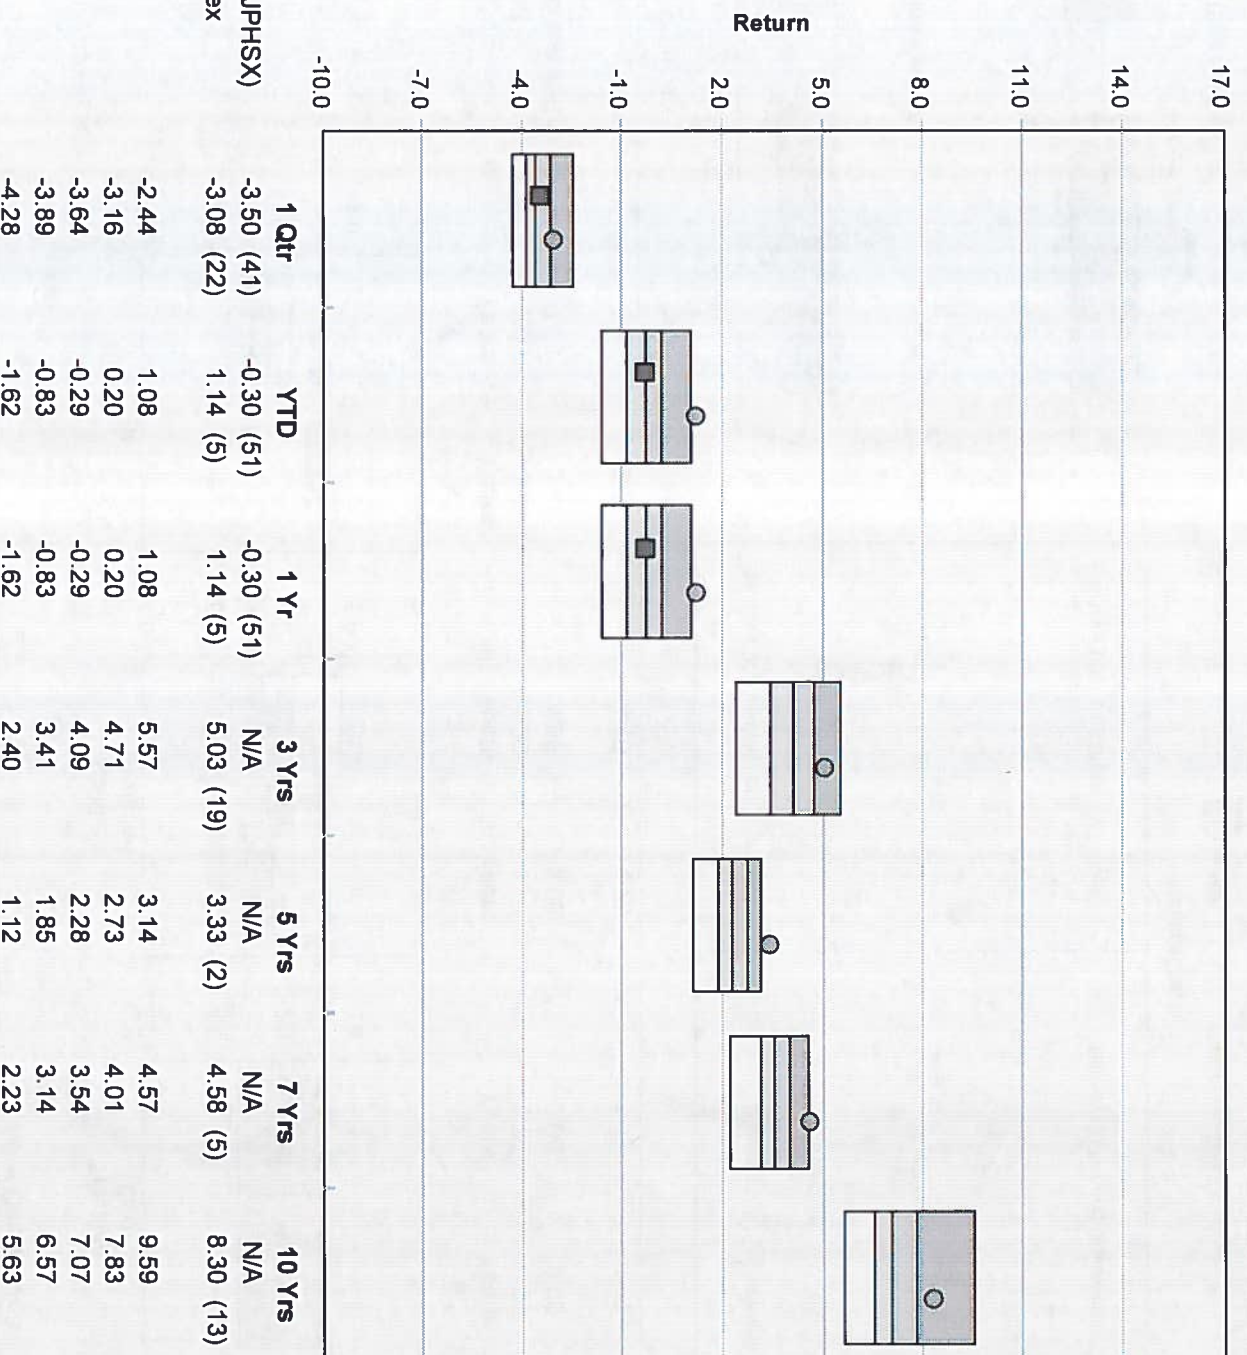 Return
17.0
14.0
11.0
8.0
5.0
2.0
-1.0
-4.0
-7.0
-10.0
1 Qtr YTD 1 Yr 3 Yrs 5 Yrs 7 Yrs 10 Yrs
JPHSX) -3.50 (41) -0.30 (51) -0.30 (51) N/A N/A N/A N/A
ex -3.08 (22) 1.14 (5) 1.14 (5) 5.03 (19) 3.33 (2) 4.58 (5) 8.30 (13)
-2.44 1.08 1.08 5.57 3.14 4.57 9.59
-3.16 0.20 0.20 4.71 2.73 4.01 7.83
-3.64 -0.29 -0.29 4.09 2.28 3.54 7.07
-3.89 -0.83 -0.83 3.41 1.85 3.14 6.57
-4.28 -1.62 -1.62 2.40 1.12 2.23 5.63